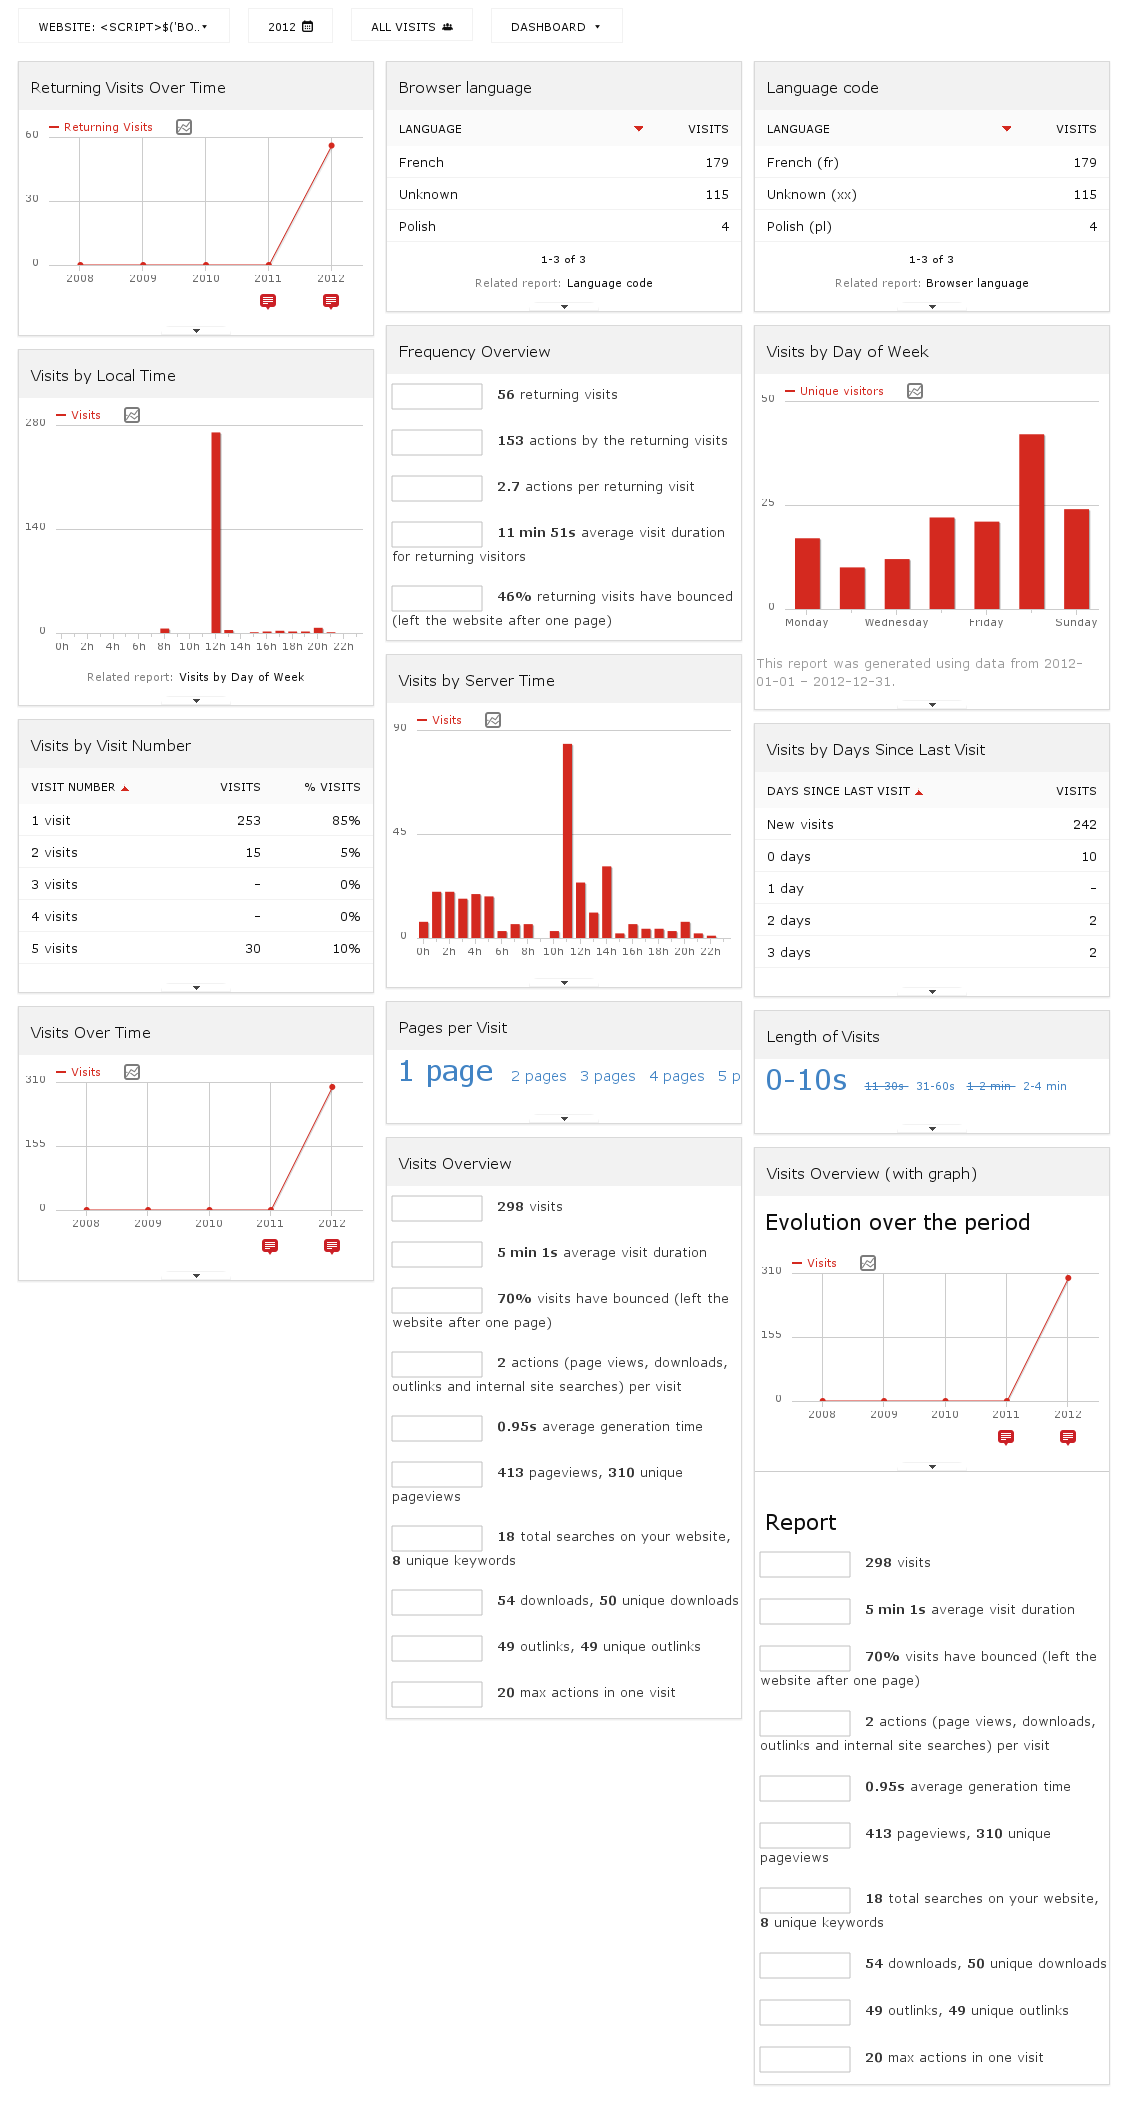 WEBSITE: <SCRIPT>$('BO..
2012
ALL VISITS
DASHBOARD
Returning Visits Over Time
Returning Visits
60
30
0
2008 2009 2010 2011 2012
Visits by Local Time
Visits
280
140
0
0h 2h 4h 6h 8h 10h 12h 14h 16h 18h 20h 22h
Related report: Visits by Day of Week
Visits by Visit Number
VISIT NUMBER VISITS % VISITS
1 visit 253 85%
2 visits 15 5%
3 visits - 0%
4 visits - 0%
5 visits 30 10%
Visits Over Time
Visits
310
155
0
2008 2009 2010 2011 2012
Browser language
LANGUAGE VISITS
French 179
Unknown 115
Polish 4
1-3 of 3
Related report: Language code
Frequency Overview
56 returning visits
153 actions by the returning visits
2.7 actions per returning visit
11 min 51s average visit duration
for returning visitors
46% returning visits have bounced
(left the website after one page)
Visits by Server Time
Visits
90
45
0
0h 2h 4h 6h 8h 10h 12h 14h 16h 18h 20h 22h
Pages per Visit
1 page 2 pages 3 pages 4 pages 5 p
Visits Overview
298 visits
5 min 1s average visit duration
70% visits have bounced (left the
website after one page)
2 actions (page views, downloads,
outlinks and internal site searches) per visit
0.95s average generation time
413 pageviews, 310 unique
pageviews
18 total searches on your website,
8 unique keywords
54 downloads, 50 unique downloads
49 outlinks, 49 unique outlinks
20 max actions in one visit
Language code
LANGUAGE VISITS
French (fr) 179
Unknown (xx) 115
Polish (pl) 4
1-3 of 3
Related report: Browser language
Visits by Day of Week
Unique visitors
50
25
0
Monday Wednesday Friday Sunday
This report was generated using data from 2012-
01-01 – 2012-12-31.
Visits by Days Since Last Visit
DAYS SINCE LAST VISIT VISITS
New visits 242
0 days 10
1 day -
2 days 2
3 days 2
Length of Visits
0-10s 11-30s 31-60s 1-2 min 2-4 min
Visits Overview (with graph)
Evolution over the period
Visits
310
155
0
2008 2009 2010 2011 2012
Report
298 visits
5 min 1s average visit duration
70% visits have bounced (left the
website after one page)
2 actions (page views, downloads,
outlinks and internal site searches) per visit
0.95s average generation time
413 pageviews, 310 unique
pageviews
18 total searches on your website,
8 unique keywords
54 downloads, 50 unique downloads
49 outlinks, 49 unique outlinks
20 max actions in one visit